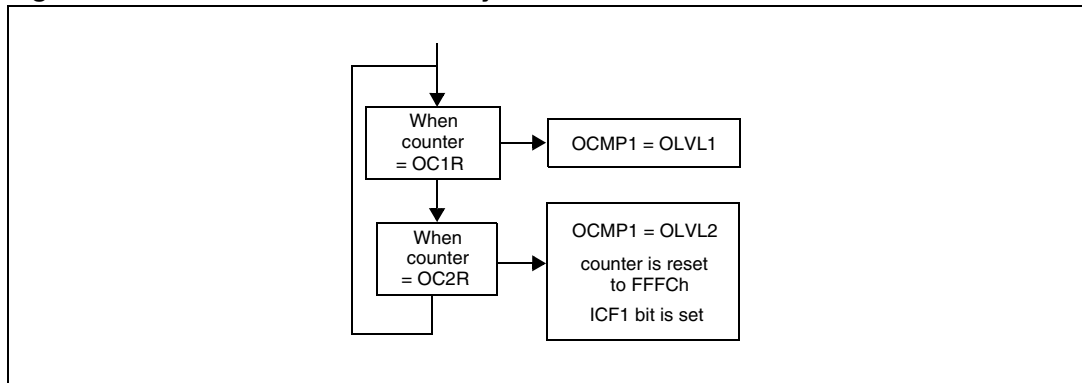 When
counter
= OC1R
OCMP1 = OLVL1
When
counter
= OC2R
OCMP1 = OLVL2
counter is reset
to FFFCh
ICF1 bit is set